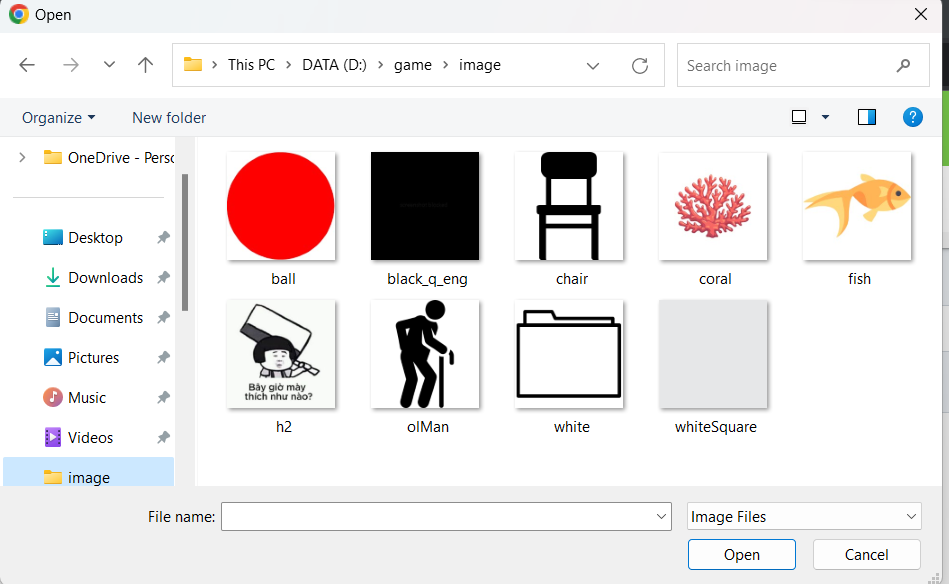 Open
This PC > DATA (D:) > game > image
Search image
Organize
New folder
OneDrive - Perso
Desktop
Downloads
Documents
Pictures
Music
Videos
image
ball
black_q_eng
chair
coral
fish
Bây giờ mày
thích như nào?
h2
olMan
white
whiteSquare
File name:
Image Files
Open
Cancel